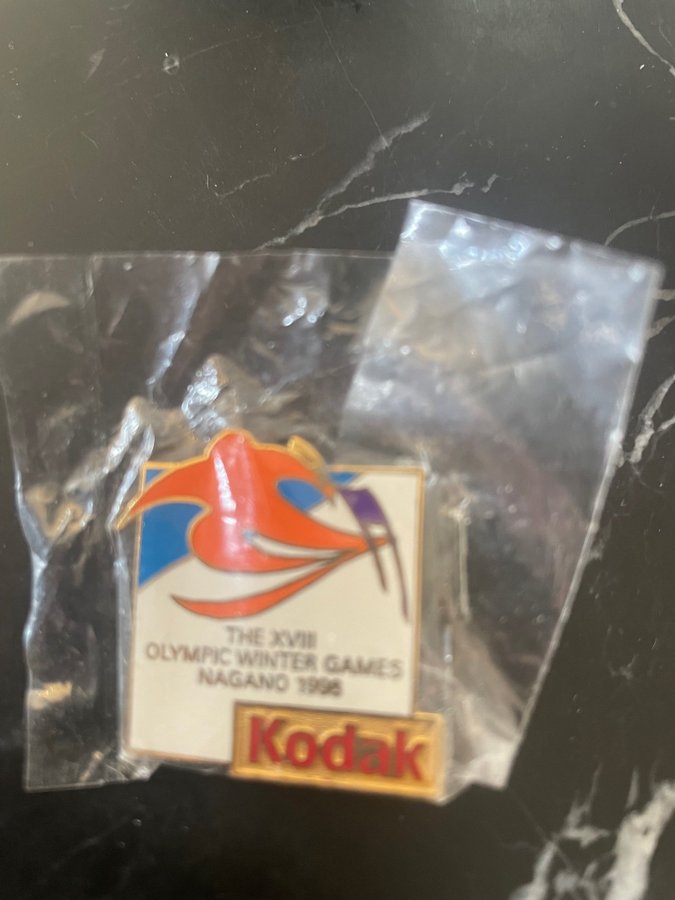 THE XVIII
OLYMPIC WINTER GAMES
NAGANO 1998
Kodak